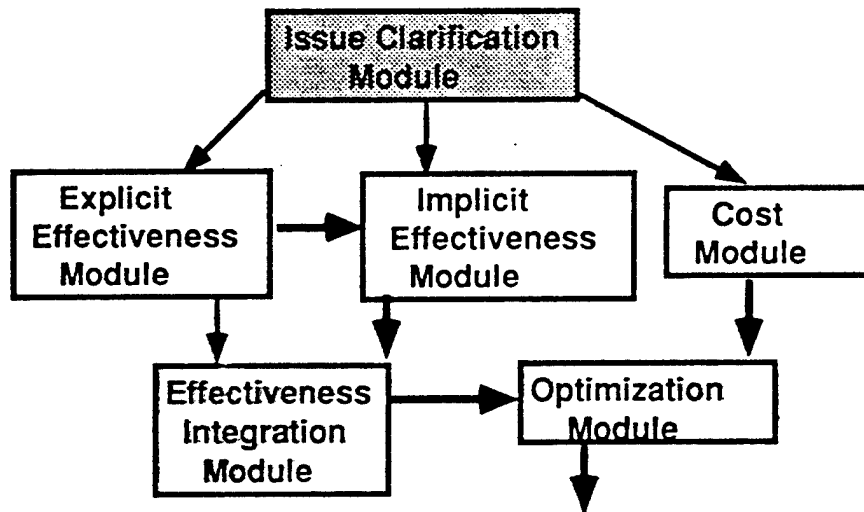 Issue Clarification
Module
Explicit
Effectiveness
Module
Implicit
Effectiveness
Module
Cost
Module
Effectiveness
Integration
Module
Optimization
Module